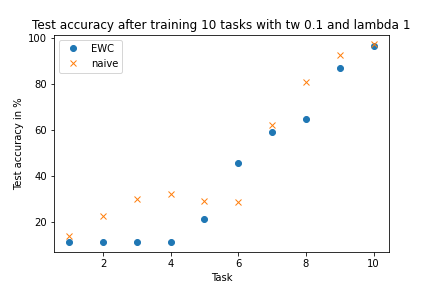 Test accuracy after training 10 tasks with tw 0.1 and lambda 1
EWC
naive
100
80
60
40
20
Test accuracy in %
2 4 6 8 10
Task